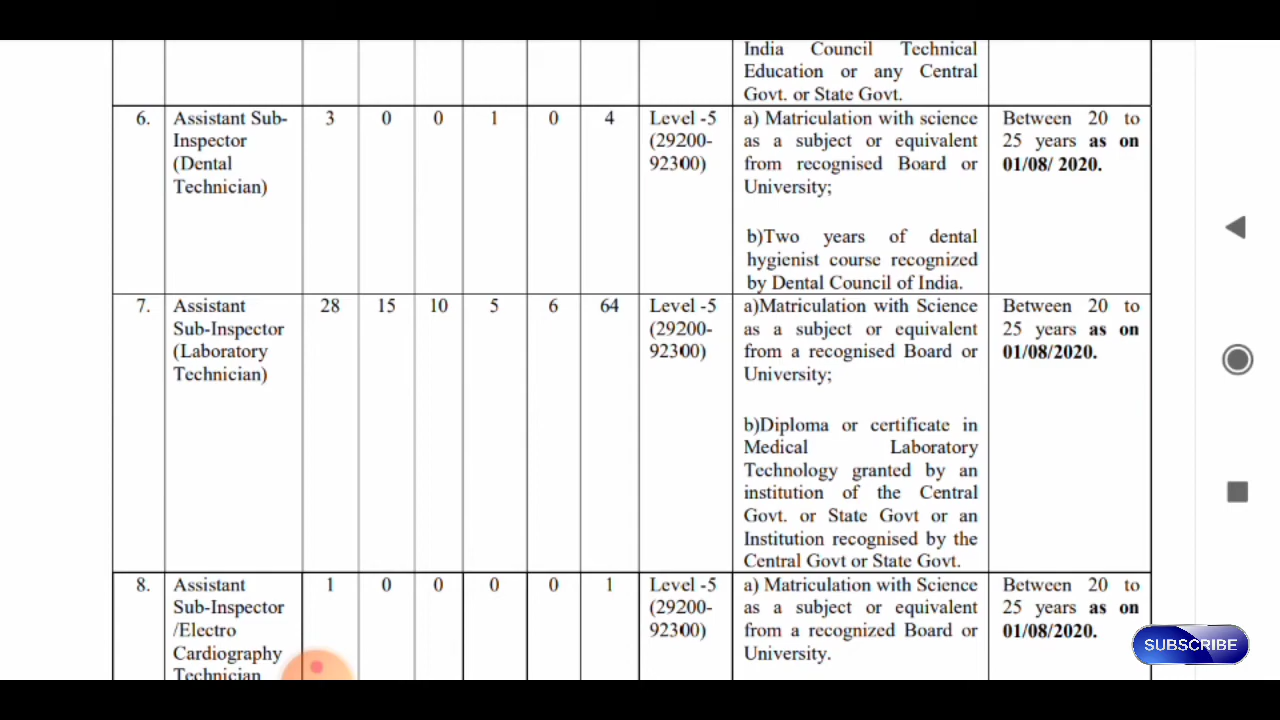 India Council Technical
Education or any Central
Govt. or State Govt.
6. Assistant Sub- 3 0 0 1 0 4 Level -5 a) Matriculation with science Between 20 to
Inspector (29200- as a subject or equivalent 25 years as on
(Dental 92300) from recognised Board or 01/08/ 2020.
Technician) University;
b)Two years of dental
hygienist course recognized
by Dental Council of India.
7. Assistant 28 15 10 5 6 64 Level -5 a)Matriculation with Science Between 20 to
Sub-Inspector (29200- as a subject or equivalent 25 years as on
(Laboratory 92300) from a recognised Board or 01/08/2020.
Technician) University;
b)Diploma or certificate in
Medical Laboratory
Technology granted by an
institution of the Central
Govt. or State Govt or an
Institution recognised by the
Central Govt or State Govt.
8. Assistant 1 0 0 0 0 1 Level -5 a) Matriculation with Science Between 20 to
Sub-Inspector (29200- as a subject or equivalent 25 years as on
/Electro 92300) from a recognized Board or 01/08/2020.
Cardiography University.
Technician
SUBSCRIBE